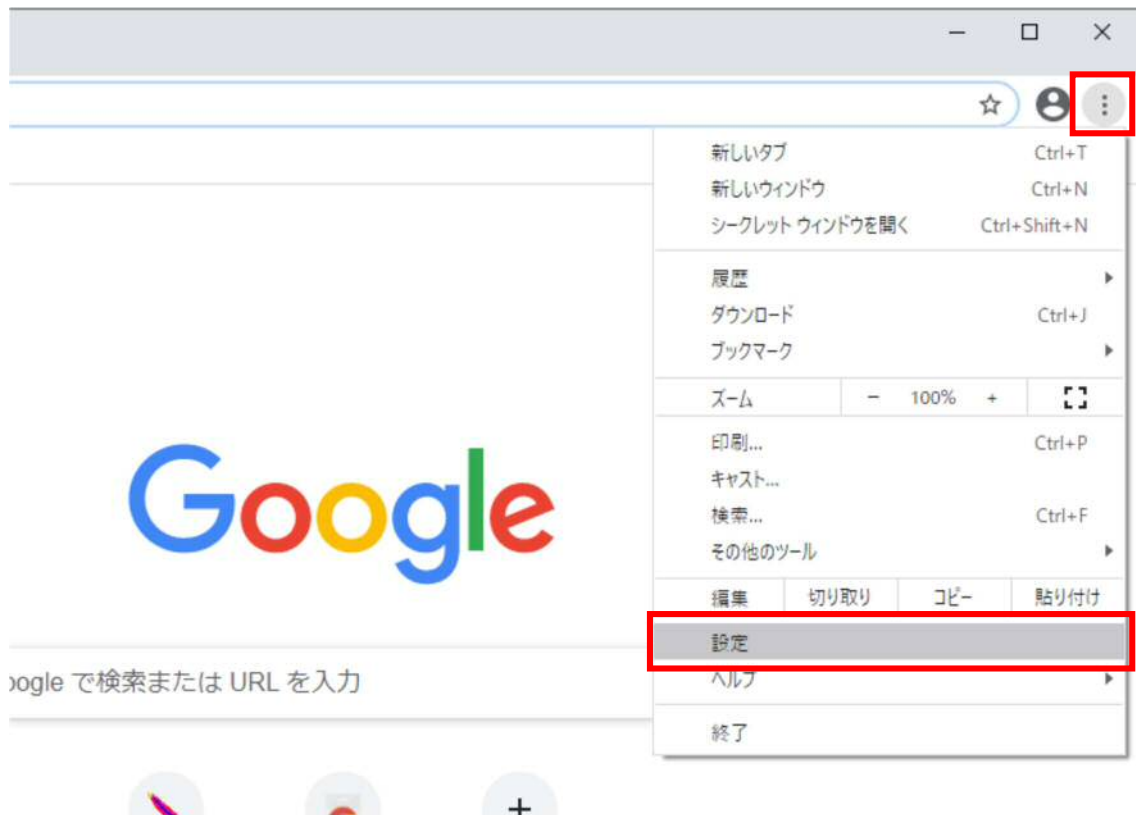 新しいタブ Ctrl+T
新しいウィンドウ Ctrl+N
シークレット ウィンドウを開く Ctrl+Shift+N
履歴
ダウンロード Ctrl+J
ブックマーク
ズーム － 100% + 
印刷... Ctrl+P
キャスト...
検索... Ctrl+F
その他のツール
編集 切り取り コピー 貼り付け
設定
ヘルプ
終了
Google
oogle で検索または URL を入力